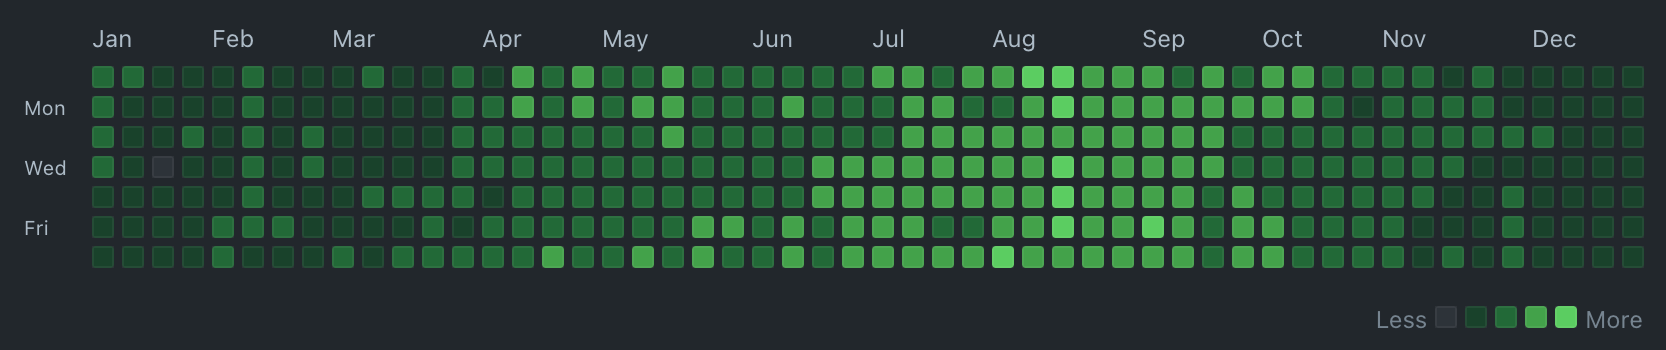 Jan Feb Mar Apr May Jun Jul Aug Sep Oct Nov Dec
Mon
Wed
Fri
Less More